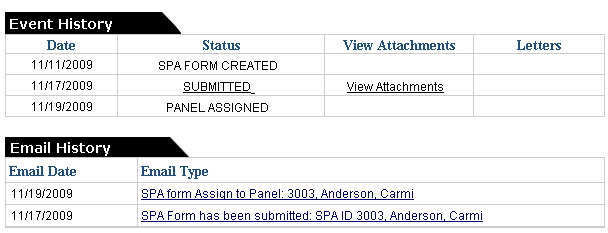 Event History
Date Status View Attachments Letters
11/11/2009 SPA FORM CREATED
11/17/2009 SUBMITTED View Attachments
11/19/2009 PANEL ASSIGNED
Email History
Email Date Email Type
11/19/2009 SPA form Assign to Panel: 3003, Anderson, Carmi
11/17/2009 SPA Form has been submitted: SPA ID 3003, Anderson, Carmi